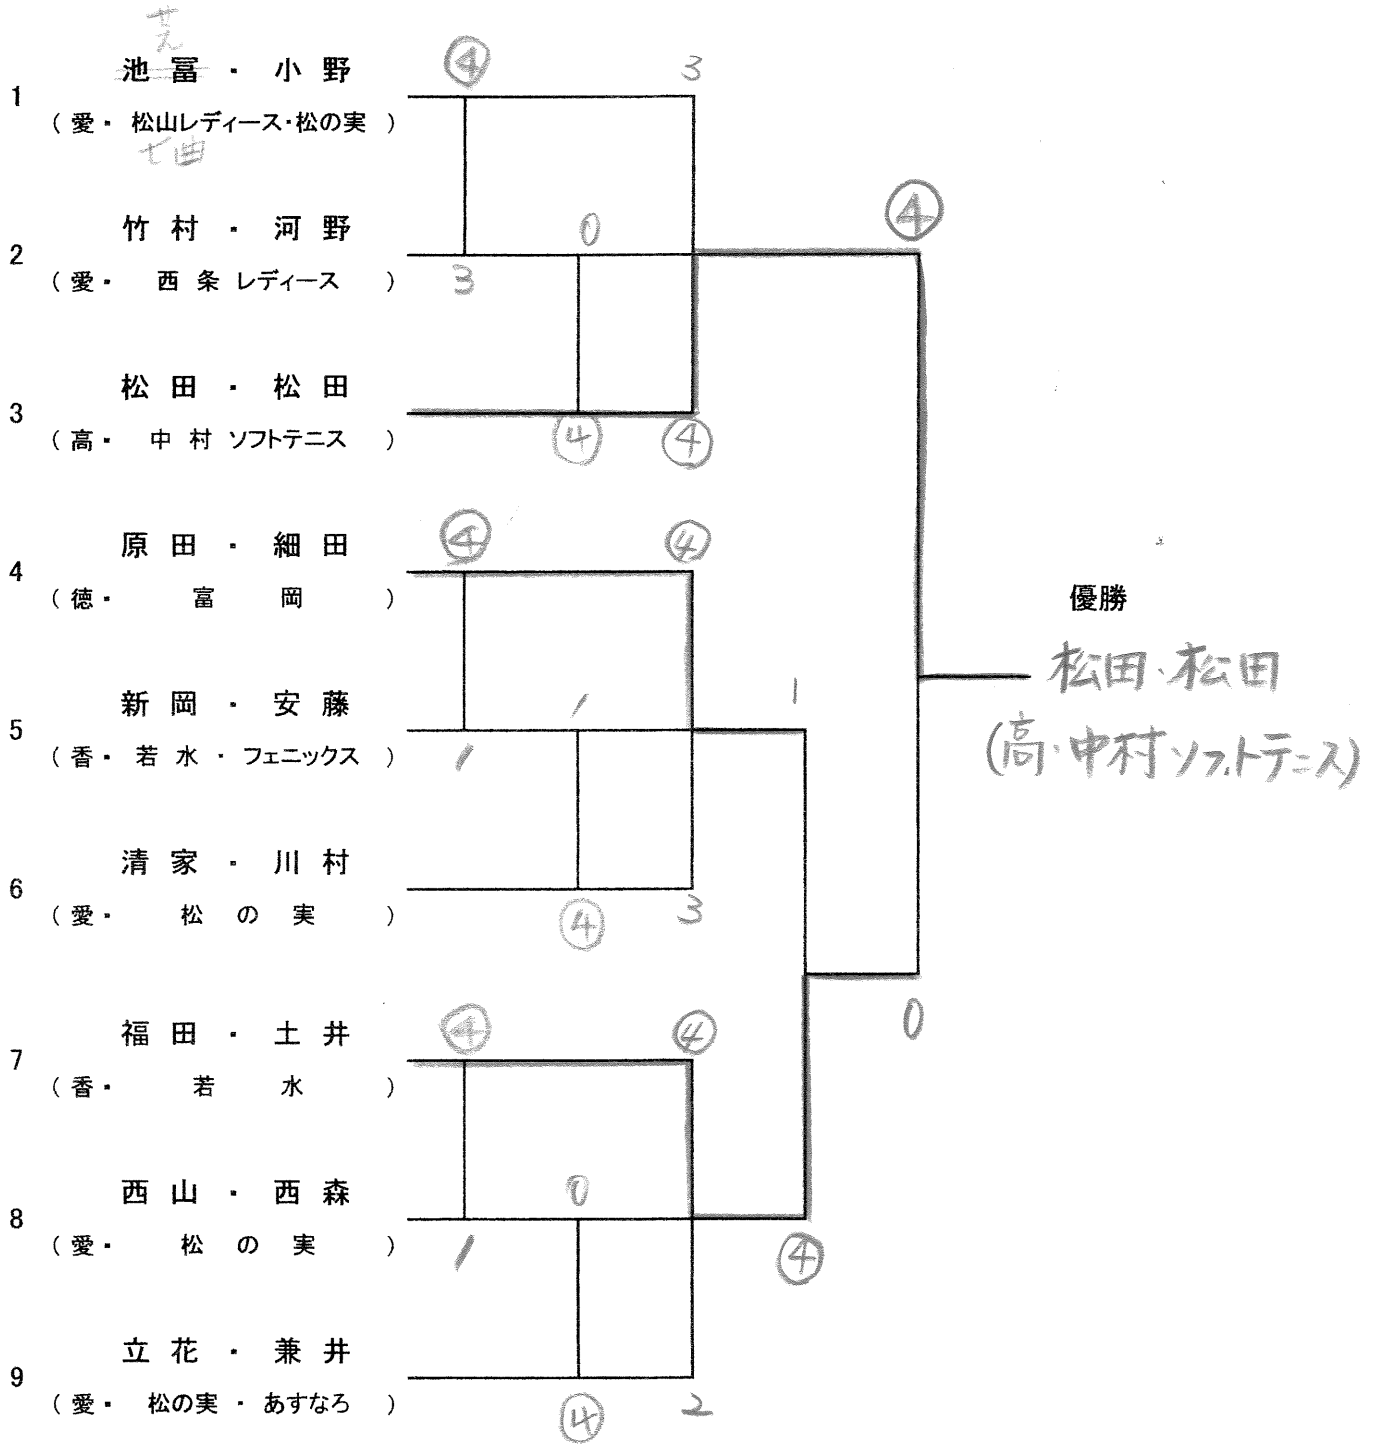 池冨・小野 ④ 3
1
(愛・松山レディース・松の実)
七曲
竹村・河野 0 ④
2
(愛・西条レディース) 3
松田・松田
3
(高・中村ソフトテニス) ④ ④
原田・細田 ④ ④
4
(徳・富岡)
優勝
松田・松田
(高・中村ソフトテニス)
新岡・安藤 1 1
5
(香・若水・フェニックス) 1
清家・川村
6
(愛・松の実) ④ 3
福田・土井 ④ ④ 0
7
(香・若水)
西山・西森 0
8
(愛・松の実) 1 ④
立花・兼井
9
(愛・松の実・あすなろ) ④ 2